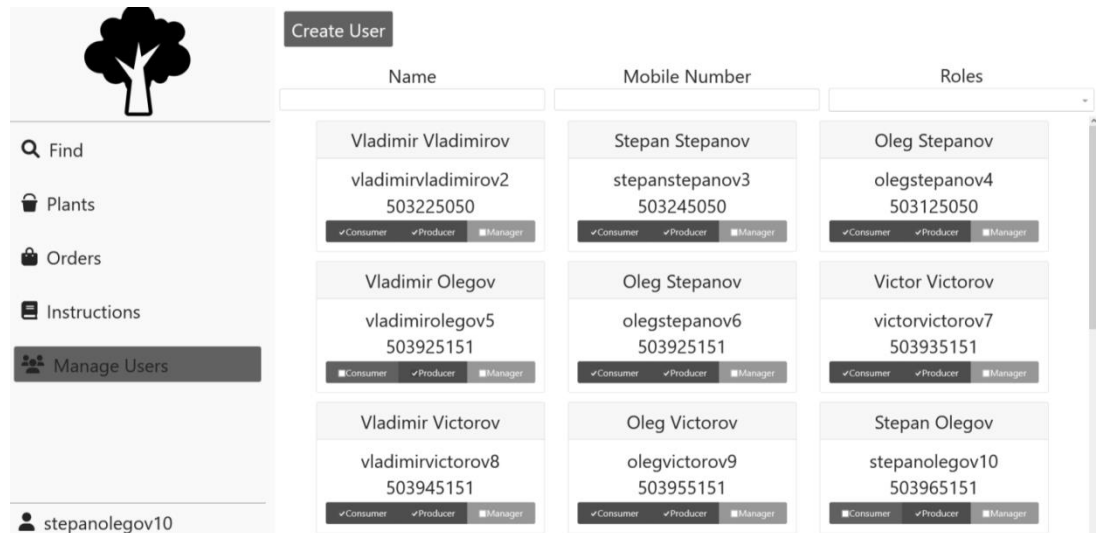 Create User
Name
Mobile Number
Roles
Find
Plants
Orders
Instructions
Manage Users
stepanolegov10
Vladimir Vladimirov
vladimirvladimirov2
503225050
Consumer Producer Manager
Stepan Stepanov
stepanstepanov3
503245050
Consumer Producer Manager
Oleg Stepanov
olegstepanov4
503125050
Consumer Producer Manager
Vladimir Olegov
vladimirolegov5
503925151
Consumer Producer Manager
Oleg Stepanov
olegstepanov6
503925151
Consumer Producer Manager
Victor Victorov
victorvictorov7
503935151
Consumer Producer Manager
Vladimir Victorov
vladimirvictorov8
503945151
Consumer Producer Manager
Oleg Victorov
olegvictorov9
503955151
Consumer Producer Manager
Stepan Olegov
stepanolegov10
503965151
Consumer Producer Manager